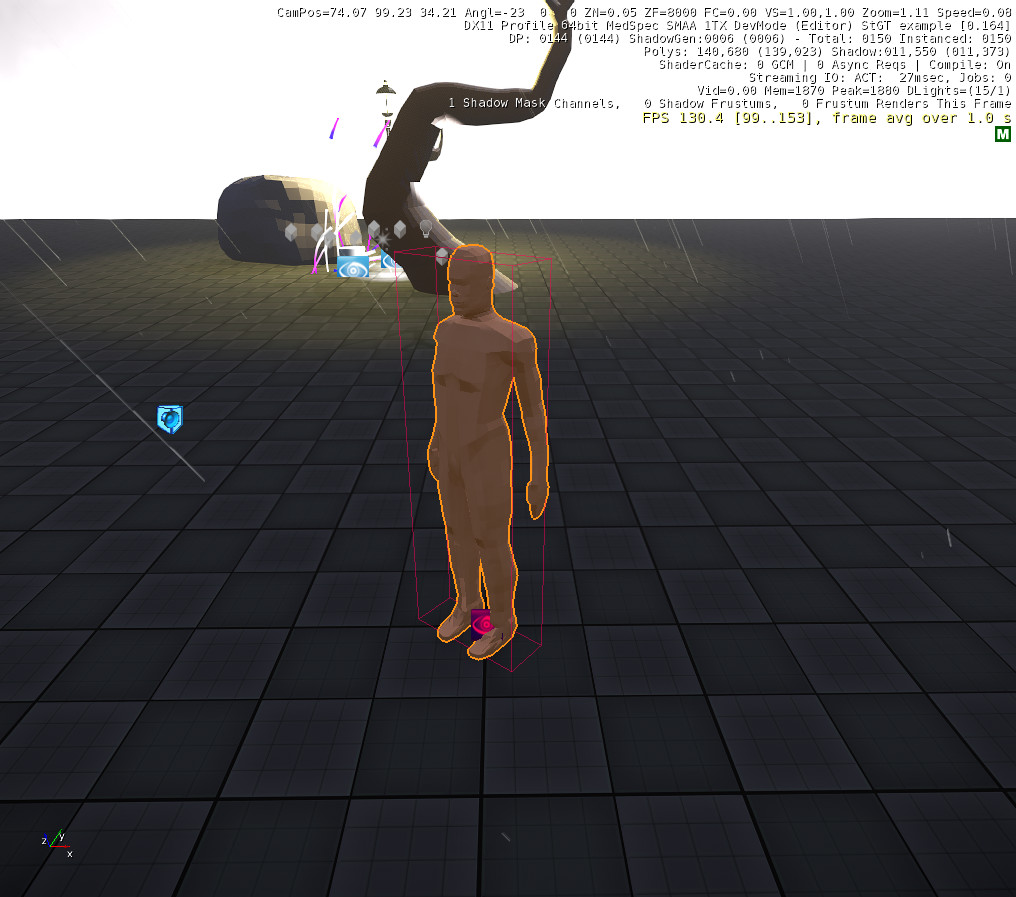 CamPos=74.07 99.23 34.21 Angl=-23 0 0 ZN=0.05 ZF=8000 FC=0.00 VS=1.00,1.00 Zoom=1.11 Speed=0.08
DX11 Profile 64bit MedSpec SMAA 1TX DevMode (Editor) StGT example [0.164]
DP: 0144 (0144) ShadowGen:0006 (0006) - Total: 0150 Instanced: 0150
Polys: 140,680 (139,023) Shadow:011,550 (011,373)
ShaderCache: 0 GCM | 0 Async Reqs | Compile: On
Streaming IO: ACT: 27msec, Jobs: 0
Vid=0.00 Mem=1870 Peak=1880 DLights=(15/1)
1 Shadow Mask Channels, 0 Shadow Frustums, 0 Frustum Renders This Frame
FPS 130.4 [99..153], frame avg over 1.0 s
M
z y
x